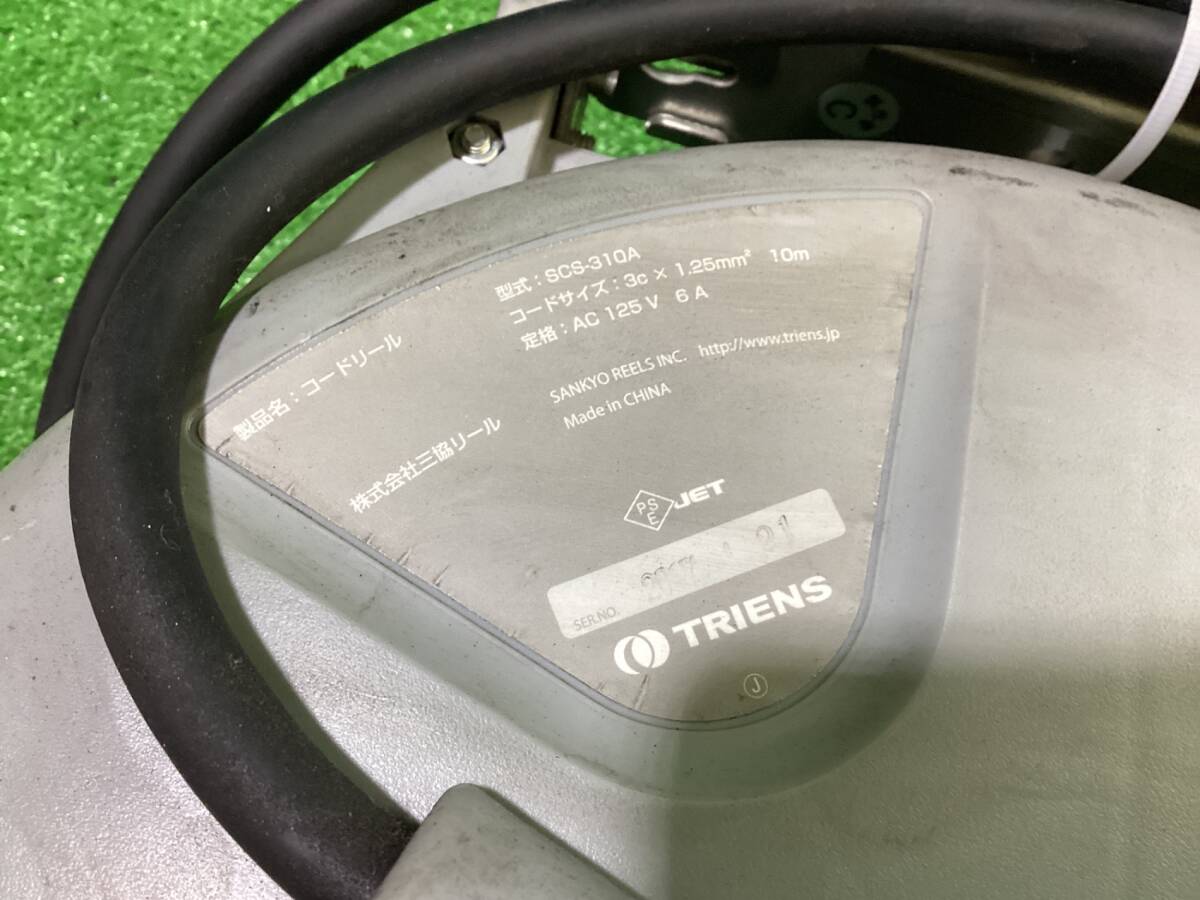 製品名：コードリール
型式：SCS-310A
コードサイズ：3c × 1.25mm² 10m
定格：AC 125 V 6 A
株式会社三協リール
SANKYO REELS INC. http://www.triens.jp
Made in CHINA
PS
E
JET
SER.NO.
TRIENS
J
C